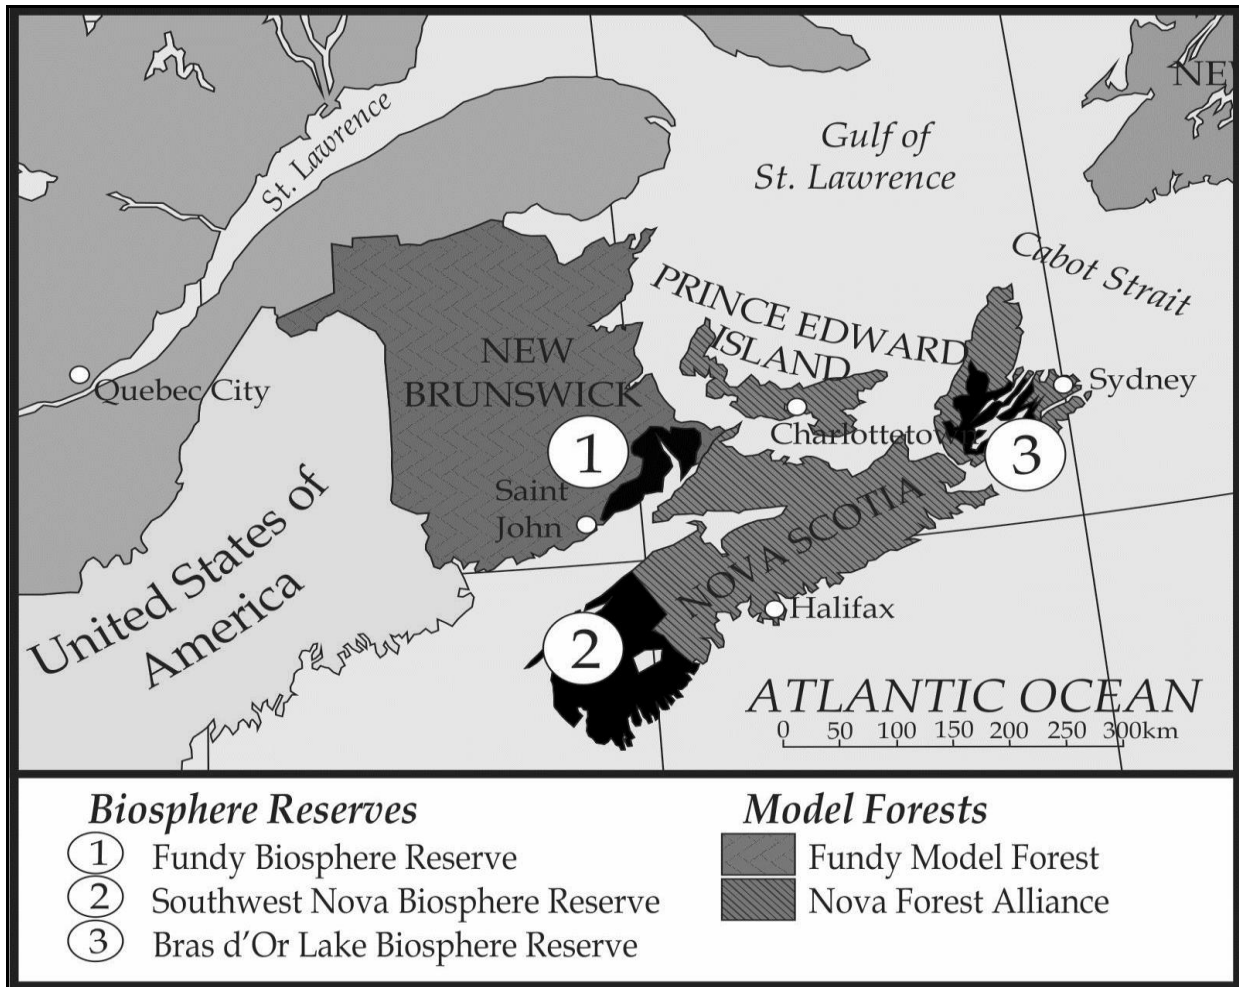 NE
St. Lawrence
Gulf of
St. Lawrence
Cabot Strait
PRINCE EDWARD
ISLAND
NEW
BRUNSWICK
Quebec City
Sydney
Charlottetown
1
3
Saint
John
NOVA SCOTIA
United States of
America
Halifax
2
ATLANTIC OCEAN
0 50 100 150 200 250 300km
Biosphere Reserves
1 Fundy Biosphere Reserve
2 Southwest Nova Biosphere Reserve
3 Bras d'Or Lake Biosphere Reserve
Model Forests
Fundy Model Forest
Nova Forest Alliance